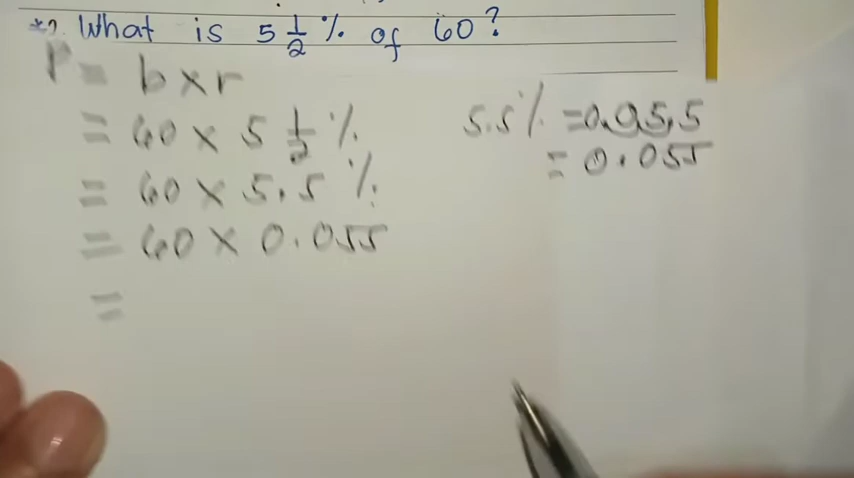 *2. What is 5 1/2 % of 60?
P = b x r
= 60 x 5 1/2 %
= 60 x 5.5 %
= 60 x 0.055
=
5.5% = 0.05.5
= 0.055